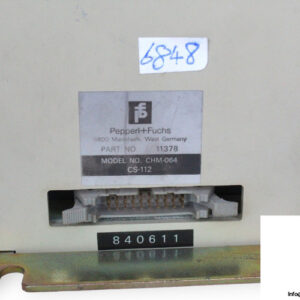 6848
Pepperl+Fuchs
6800 Mannheim, West Germany
PART NO. 11378
MODEL NO. CHM-064
CS-112
840611